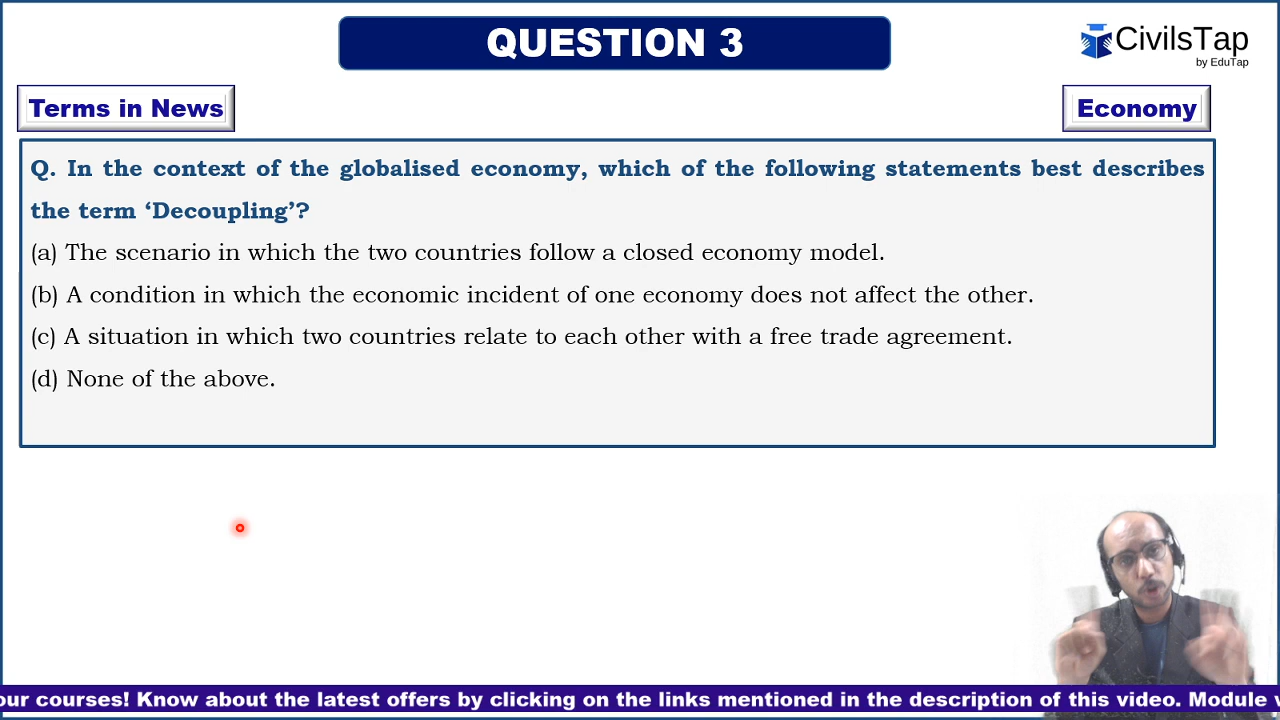 QUESTION 3
CivilsTap
by EduTap
Terms in News
Economy
Q. In the context of the globalised economy, which of the following statements best describes
the term ‘Decoupling’?
(a) The scenario in which the two countries follow a closed economy model.
(b) A condition in which the economic incident of one economy does not affect the other.
(c) A situation in which two countries relate to each other with a free trade agreement.
(d) None of the above.
our courses! Know about the latest offers by clicking on the links mentioned in the description of this video. Module